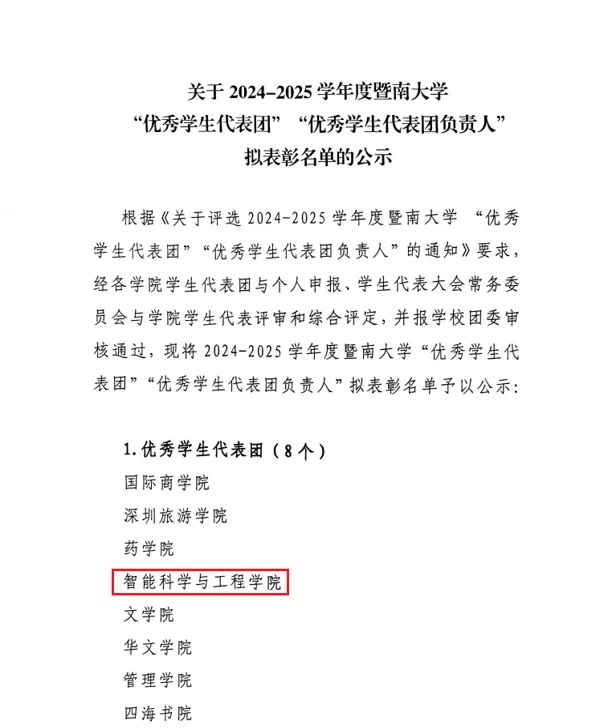 关于 2024-2025 学年度暨南大学
“优秀学生代表团”“优秀学生代表团负责人”
拟表彰名单的公示
根据《关于评选 2024-2025 学年度暨南大学 “优秀
学生代表团”“优秀学生代表团负责人”的通知》要求，
经各学院学生代表团与个人申报、学生代表大会常务委
员会与学院学生代表评审和综合评定，并报学校团委审
核通过，现将 2024-2025 学年度暨南大学“优秀学生代
表团”“优秀学生代表团负责人”拟表彰名单予以公示：
1.优秀学生代表团（8 个）
国际商学院
深圳旅游学院
药学院
智能科学与工程学院
文学院
华文学院
管理学院
四海书院